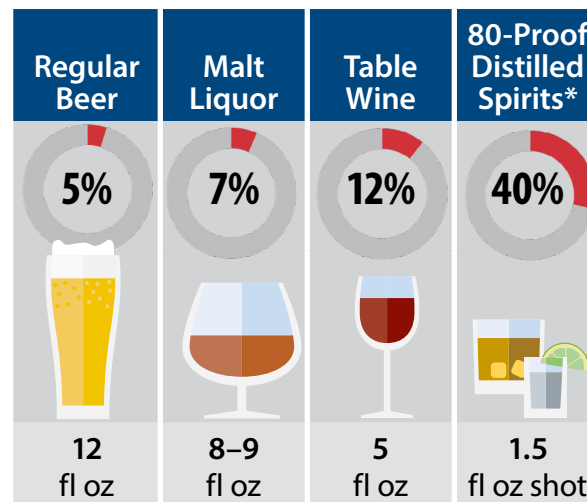 Regular
Beer
Malt
Liquor
Table
Wine
80-Proof
Distilled
Spirits*
5%
7%
12%
40%
12
fl oz
8–9
fl oz
5
fl oz
1.5
fl oz shot